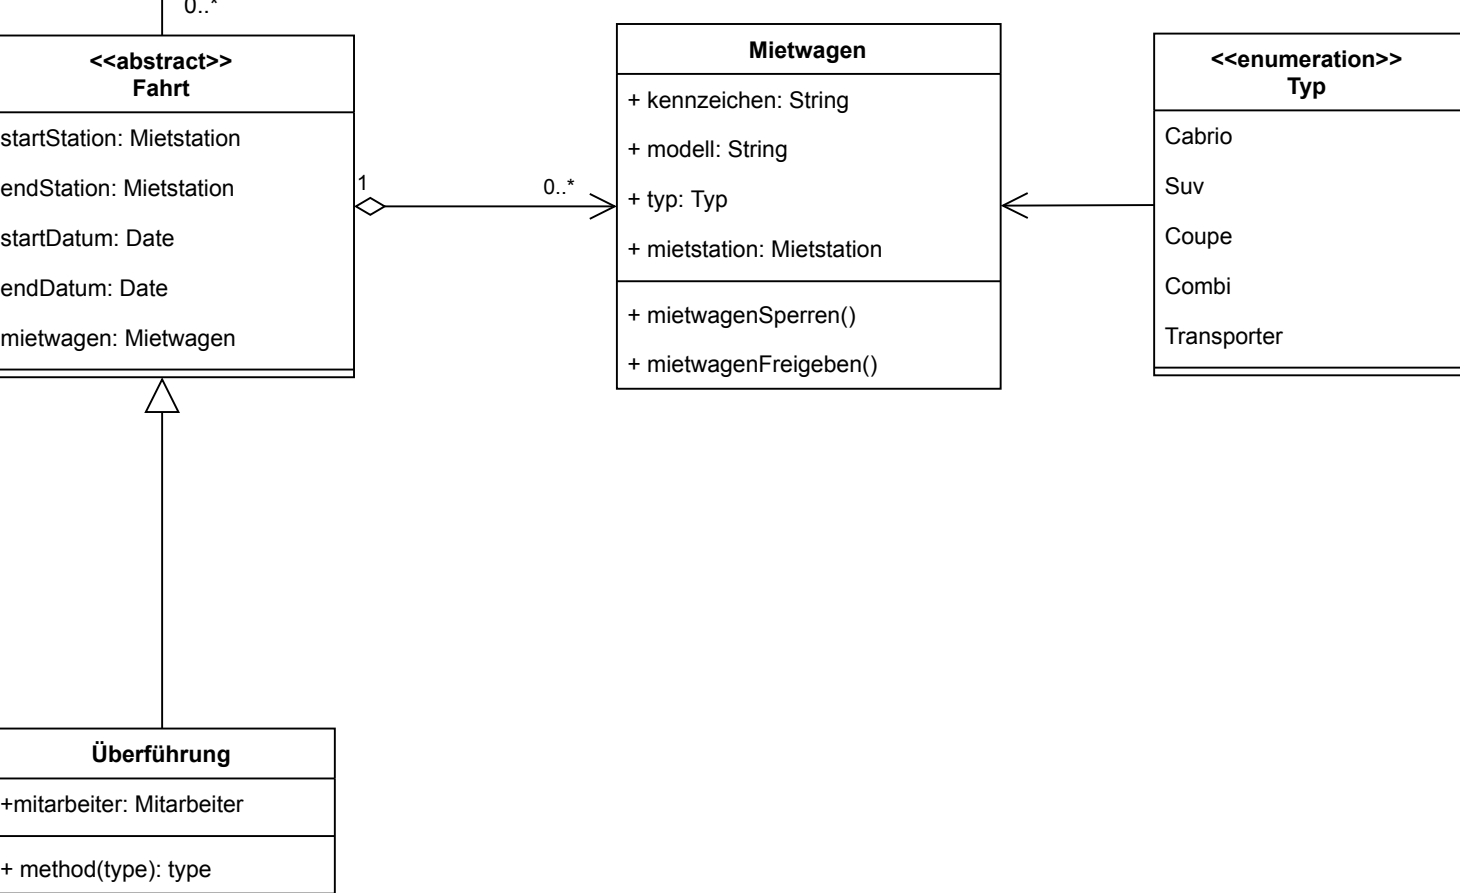 0..*
<<abstract>>
Fahrt
startStation: Mietstation
endStation: Mietstation
startDatum: Date
endDatum: Date
mietwagen: Mietwagen
1
0..*
Mietwagen
+ kennzeichen: String
+ modell: String
+ typ: Typ
+ mietstation: Mietstation
+ mietwagenSperren()
+ mietwagenFreigeben()
<<enumeration>>
Typ
Cabrio
Suv
Coupe
Combi
Transporter
Überführung
+mitarbeiter: Mitarbeiter
+ method(type): type